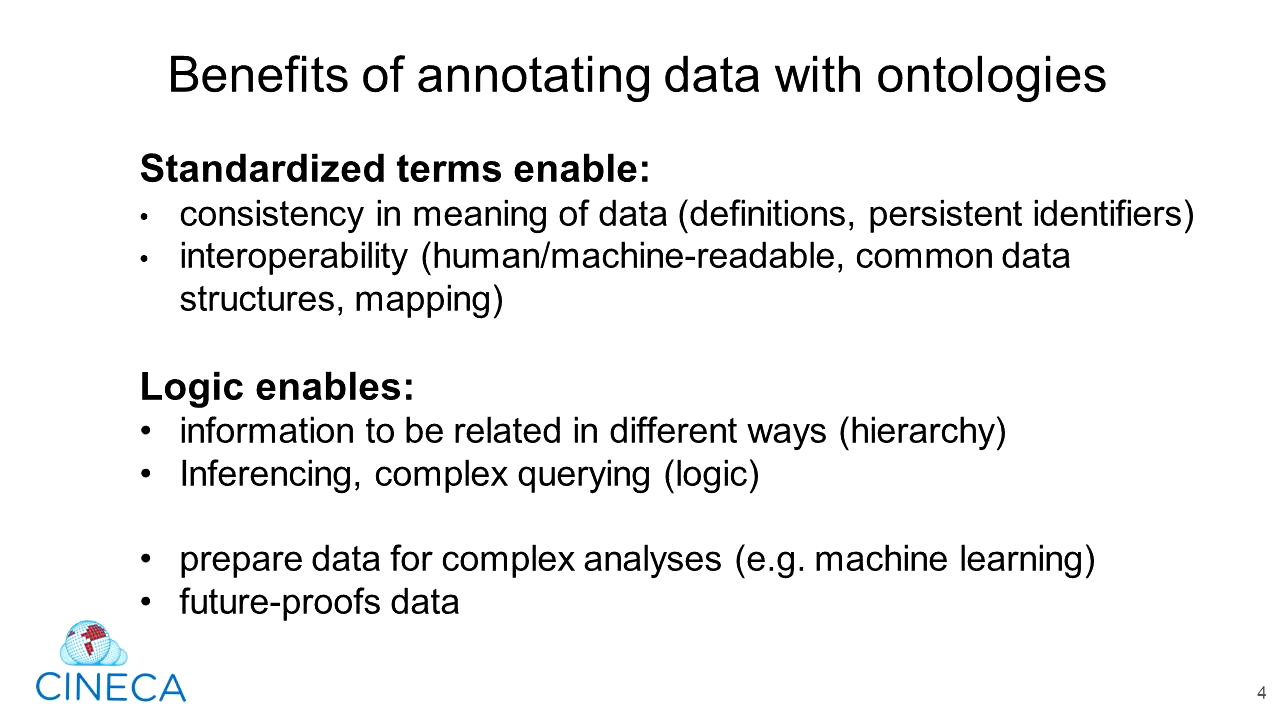 Benefits of annotating data with ontologies
Standardized terms enable:
• consistency in meaning of data (definitions, persistent identifiers)
• interoperability (human/machine-readable, common data
structures, mapping)
Logic enables:
• information to be related in different ways (hierarchy)
• Inferencing, complex querying (logic)
• prepare data for complex analyses (e.g. machine learning)
• future-proofs data
CINECA
4